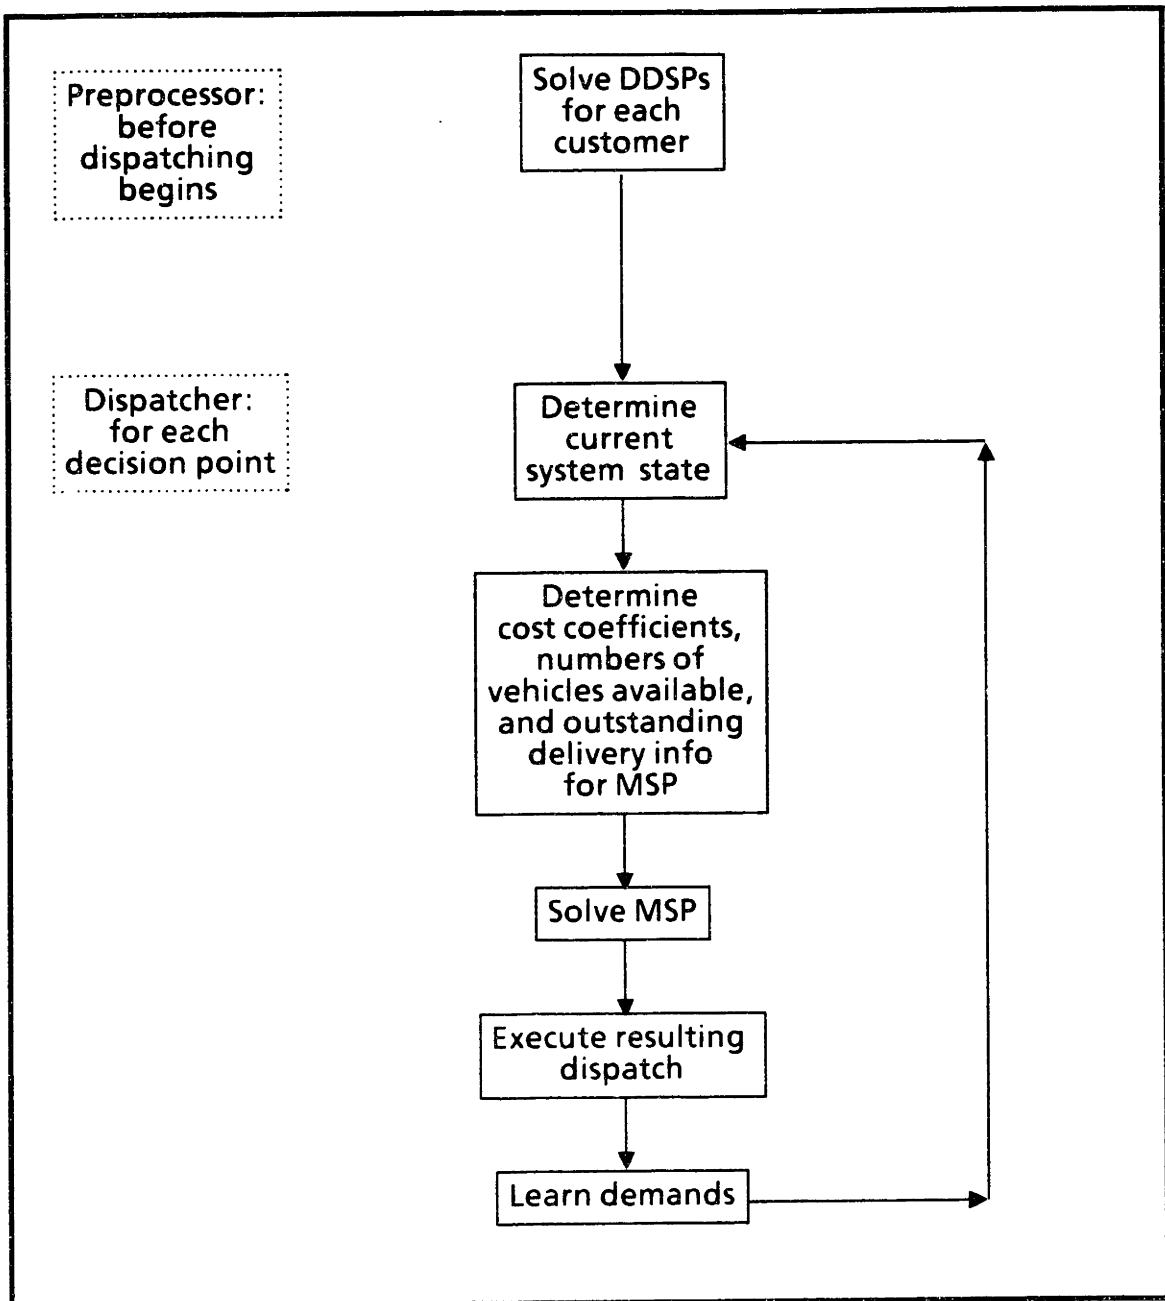 Preprocessor:
before
dispatching
begins
Solve DDSPs
for each
customer
Dispatcher:
for each
decision point
Determine
current
system state
Determine
cost coefficients,
numbers of
vehicles available,
and outstanding
delivery info
for MSP
Solve MSP
Execute resulting
dispatch
Learn demands